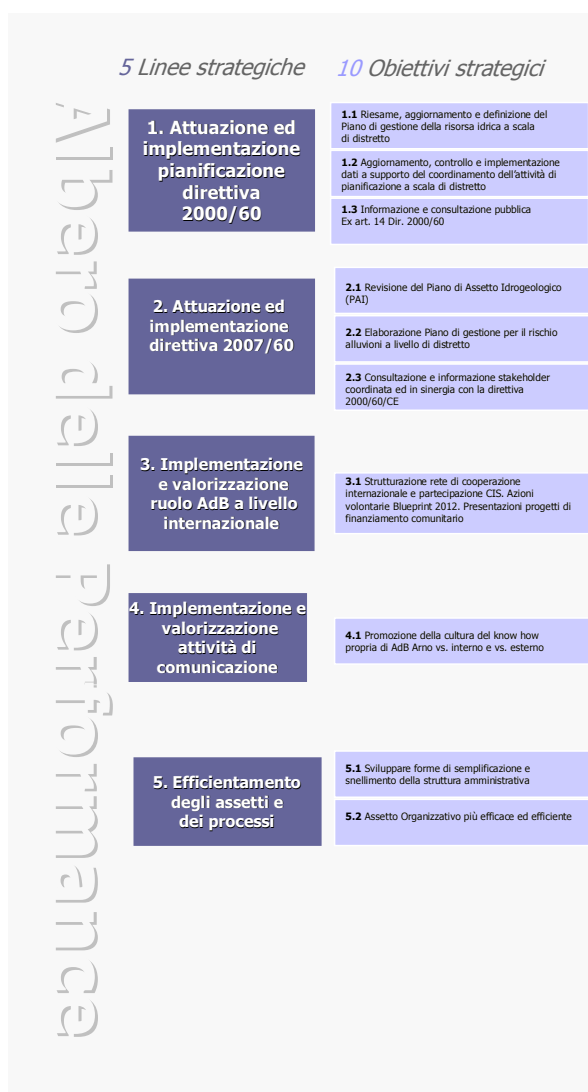 5 Linee strategiche
10 Obiettivi strategici
Albero delle Performance
1. Attuazione ed
implementazione
pianificazione
direttiva
2000/60
1.1 Riesame, aggiornamento e definizione del
Piano di gestione della risorsa idrica a scala
di distretto
1.2 Aggiornamento, controllo e implementazione
dati a supporto del coordinamento dell'attività di
pianificazione a scala di distretto
1.3 Informazione e consultazione pubblica
Ex art. 14 Dir. 2000/60
2. Attuazione ed
implementazione
direttiva 2007/60
2.1 Revisione del Piano di Assetto Idrogeologico
(PAI)
2.2 Elaborazione Piano di gestione per il rischio
alluvioni a livello di distretto
2.3 Consultazione e informazione stakeholder
coordinata ed in sinergia con la direttiva
2000/60/CE
3. Implementazione
e valorizzazione
ruolo AdB a livello
internazionale
3.1 Strutturazione rete di cooperazione
internazionale e partecipazione CIS. Azioni
volontarie Blueprint 2012. Presentazioni progetti di
finanziamento comunitario
4. Implementazione e
valorizzazione
attività di
comunicazione
4.1 Promozione della cultura del know how
propria di AdB Arno vs. interno e vs. esterno
5. Efficientamento
degli assetti e
dei processi
5.1 Sviluppare forme di semplificazione e
snellimento della struttura amministrativa
5.2 Assetto Organizzativo più efficace ed efficiente